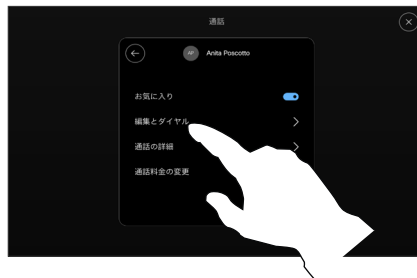 通話
AP Anita Poscotto
お気に入り
編集とダイヤル
通話の詳細
通話料金の変更